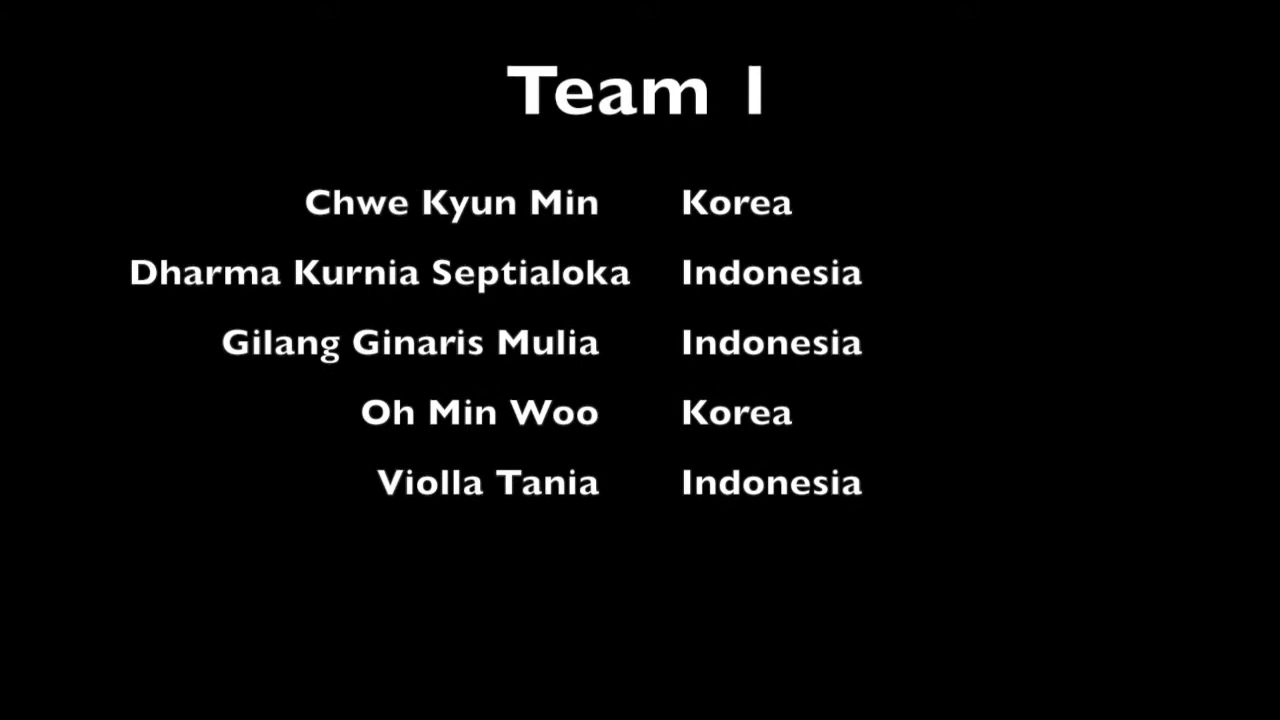 Team 1
Chwe Kyun Min Korea
Dharma Kurnia Septialoka Indonesia
Gilang Ginaris Mulia Indonesia
Oh Min Woo Korea
Violla Tania Indonesia